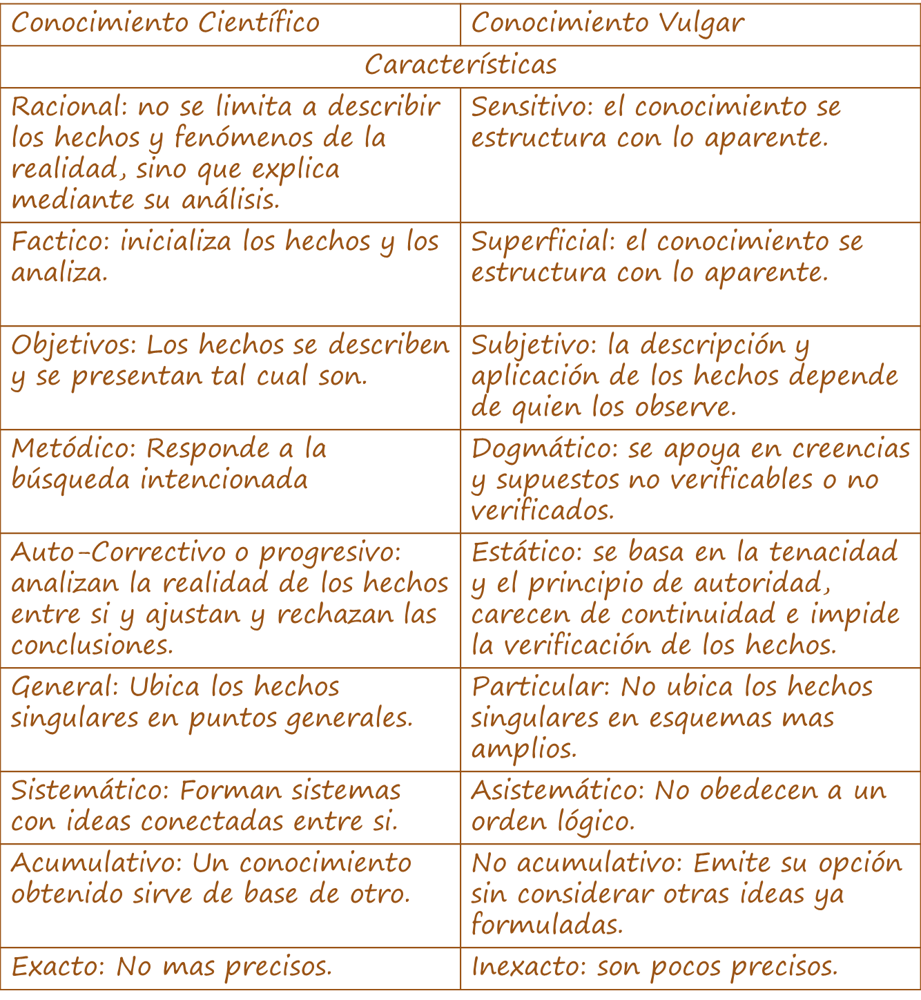 Conocimiento Científico
Conocimiento Vulgar
Características
Racional: no se limita a describir
los hechos y fenómenos de la
realidad, sino que explica
mediante su análisis.
Sensitivo: el conocimiento se
estructura con lo aparente.
Factico: inicializa los hechos y los
analiza.
Superficial: el conocimiento se
estructura con lo aparente.
Objetivos: Los hechos se describen
y se presentan tal cual son.
Subjetivo: la descripción y
aplicación de los hechos depende
de quien los observe.
Metódico: Responde a la
búsqueda intencionada
Dogmático: se apoya en creencias
y supuestos no verificables o no
verificados.
Auto-Correctivo o progresivo:
analizan la realidad de los hechos
entre si y ajustan y rechazan las
conclusiones.
Estático: se basa en la tenacidad
y el principio de autoridad,
carecen de continuidad e impide
la verificación de los hechos.
General: Ubica los hechos
singulares en puntos generales.
Particular: No ubica los hechos
singulares en esquemas mas
amplios.
Sistemático: Forman sistemas
con ideas conectadas entre si.
Asistemático: No obedecen a un
orden lógico.
Acumulativo: Un conocimiento
obtenido sirve de base de otro.
No acumulativo: Emite su opción
sin considerar otras ideas ya
formuladas.
Exacto: No mas precisos.
Inexacto: son pocos precisos.